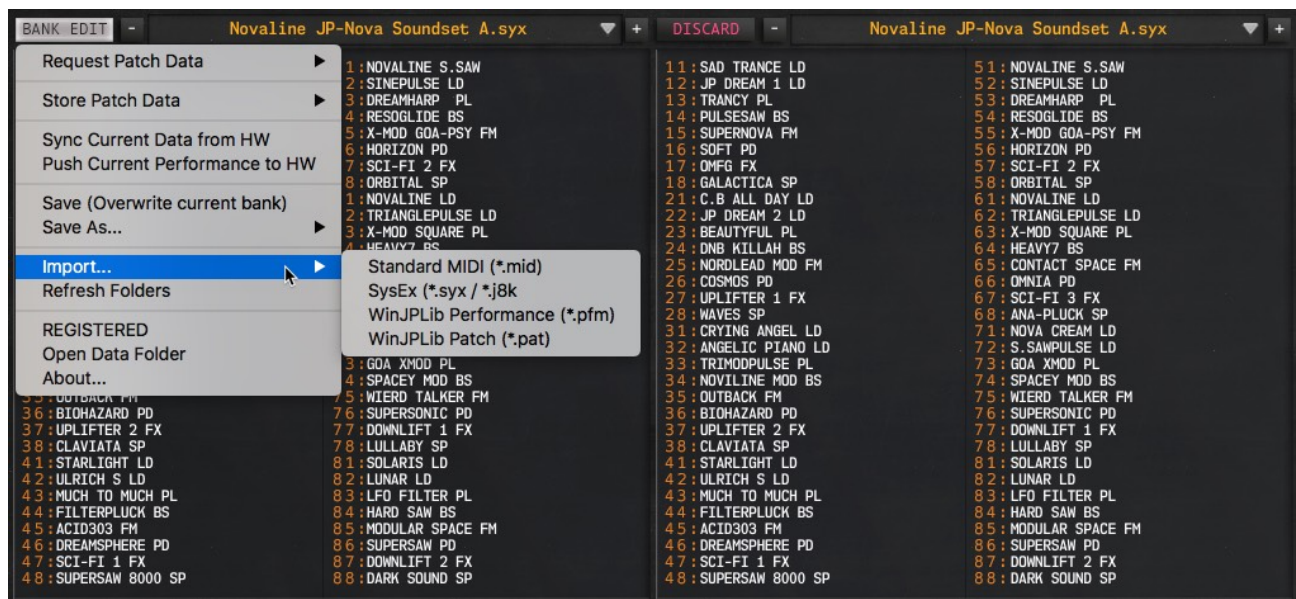 BANK EDIT - Novaline JP-Nova Soundset A.syx +
Request Patch Data
Store Patch Data
Sync Current Data from HW
Push Current Performance to HW
Save (Overwrite current bank)
Save As...
Import...
Refresh Folders
REGISTERED
Open Data Folder
About...
Standard MIDI (*.mid)
SysEx (*.syx / *.j8k
WinJPLib Performance (*.pfm)
WinJPLib Patch (*.pat)
36:BIOHAZARD PD
37:UPLIFTER 2 FX
38:CLAVIATA SP
41:STARLIGHT LD
42:ULRICH S LD
43:MUCH TO MUCH PL
44:FILTERPLUCK BS
45:ACID303 FM
46:DREAMSPHERE PD
47:SCI-FI 1 FX
48:SUPERSAW 8000 SP
1:NOVALINE S.SAW
2:SINEPULSE LD
3:DREAMHARP PL
4:RESOGLIDE BS
5:X-MOD GOA-PSY FM
6:HORIZON PD
7:SCI-FI 2 FX
8:ORBITAL SP
1:NOVALINE LD
2:TRIANGLEPULSE LD
3:X-MOD SQUARE PL
4:HEAVY7 BS
3:GOA XMOD PL
4:SPACEY MOD BS
75:WIERD TALKER FM
76:SUPERSONIC PD
77:DOWNLIFT 1 FX
78:LULLABY SP
81:SOLARIS LD
82:LUNAR LD
83:LFO FILTER PL
84:HARD SAW BS
85:MODULAR SPACE FM
86:SUPERSAW PD
87:DOWNLIFT 2 FX
88:DARK SOUND SP
DISCARD - Novaline JP-Nova Soundset A.syx +
11:SAD TRANCE LD
12:JP DREAM 1 LD
13:TRANCY PL
14:PULSESAW BS
15:SUPERNOVA FM
16:SOFT PD
17:OMFG FX
18:GALACTICA SP
21:C.B ALL DAY LD
22:JP DREAM 2 LD
23:BEAUTYFUL PL
24:DNB KILLAH BS
25:NORDLEAD MOD FM
26:COSMOS PD
27:UPLIFTER 1 FX
28:WAVES SP
31:CRYING ANGEL LD
32:ANGELIC PIANO LD
33:TRIMODPULSE PL
34:NOVILINE MOD BS
35:OUTBACK FM
36:BIOHAZARD PD
37:UPLIFTER 2 FX
38:CLAVIATA SP
41:STARLIGHT LD
42:ULRICH S LD
43:MUCH TO MUCH PL
44:FILTERPLUCK BS
45:ACID303 FM
46:DREAMSPHERE PD
47:SCI-FI 1 FX
48:SUPERSAW 8000 SP
51:NOVALINE S.SAW
52:SINEPULSE LD
53:DREAMHARP PL
54:RESOGLIDE BS
55:X-MOD GOA-PSY FM
56:HORIZON PD
57:SCI-FI 2 FX
58:ORBITAL SP
61:NOVALINE LD
62:TRIANGLEPULSE LD
63:X-MOD SQUARE PL
64:HEAVY7 BS
65:CONTACT SPACE FM
66:OMNIA PD
67:SCI-FI 3 FX
68:ANA-PLUCK SP
71:NOVA CREAM LD
72:S.SAWPULSE LD
73:GOA XMOD PL
74:SPACEY MOD BS
75:WIERD TALKER FM
76:SUPERSONIC PD
77:DOWNLIFT 1 FX
78:LULLABY SP
81:SOLARIS LD
82:LUNAR LD
83:LFO FILTER PL
84:HARD SAW BS
85:MODULAR SPACE FM
86:SUPERSAW PD
87:DOWNLIFT 2 FX
88:DARK SOUND SP